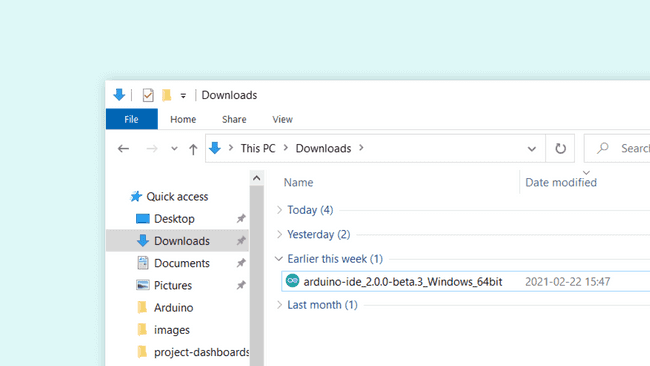 Downloads
File Home Share View
This PC Downloads
Search
Name Date modified
Quick access
Desktop
Downloads
Documents
Pictures
Arduino
images
project-dashboards
Today (4)
Yesterday (2)
Earlier this week (1)
arduino-ide_2.0.0-beta.3_Windows_64bit 2021-02-22 15:47
Last month (1)